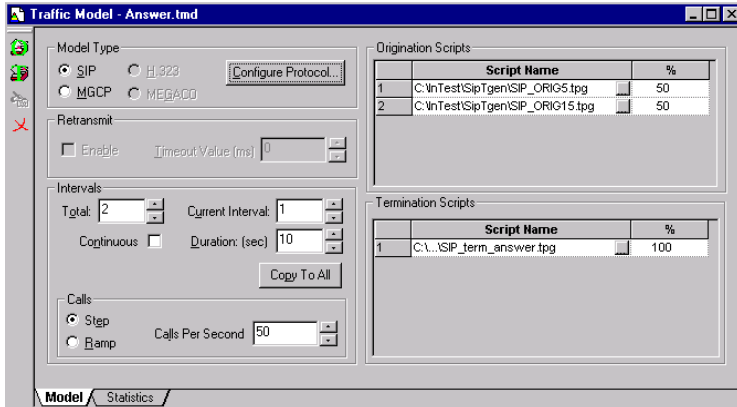 Traffic Model - Answer.tmd
Model Type
SIP H.323 Configure Protocol...
MGCP MEGACO
Retransmit
Enable Timeout Value (ms) 0
Intervals
Total: 2 Current Interval: 1
Continuous Duration: (sec) 10
Copy To All
Calls
Step
Ramp
Calls Per Second 50
Origination Scripts
Script Name %
1 C:\InTest\SipTgen\SIP_ORIG5.tpg ... 50
2 C:\InTest\SipTgen\SIP_ORIG15.tpg ... 50
Termination Scripts
Script Name %
1 C:\...\SIP_term_answer.tpg ... 100
Model Statistics